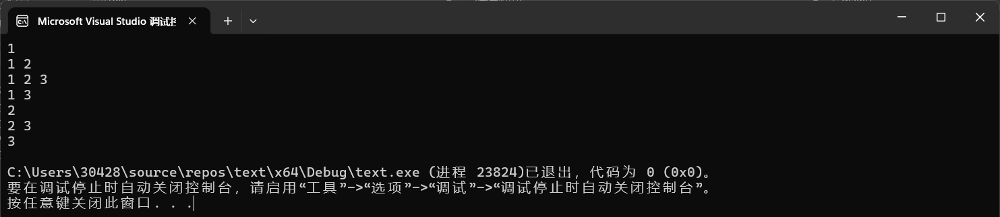 Microsoft Visual Studio 调试
1
1 2
1 2 3
1 3
2
2 3
3
C:\Users\30428\source\repos\text\x64\Debug\text.exe (进程 23824)已退出，代码为 0 (0x0)。
要在调试停止时自动关闭控制台，请启用“工具”->“选项”->“调试”->“调试停止时自动关闭控制台”。
按任意键关闭此窗口. . .